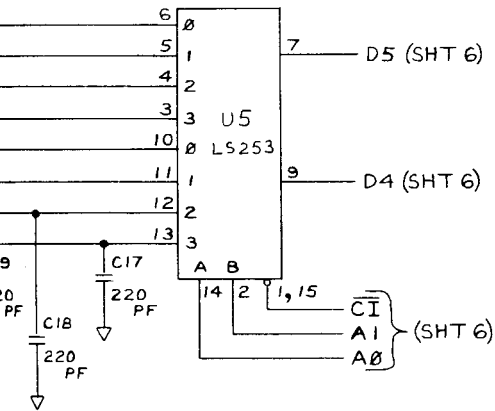 6 Ø
5 1
7 D5 (SHT 6)
4 2
3 3 U5
10 Ø LS253
11 1
9 D4 (SHT 6)
12 2
13 3
A B
9 C17 14 2 1, 15
220 PF
PF
C̅I̅
A1 (SHT 6)
C18
AØ
220 PF